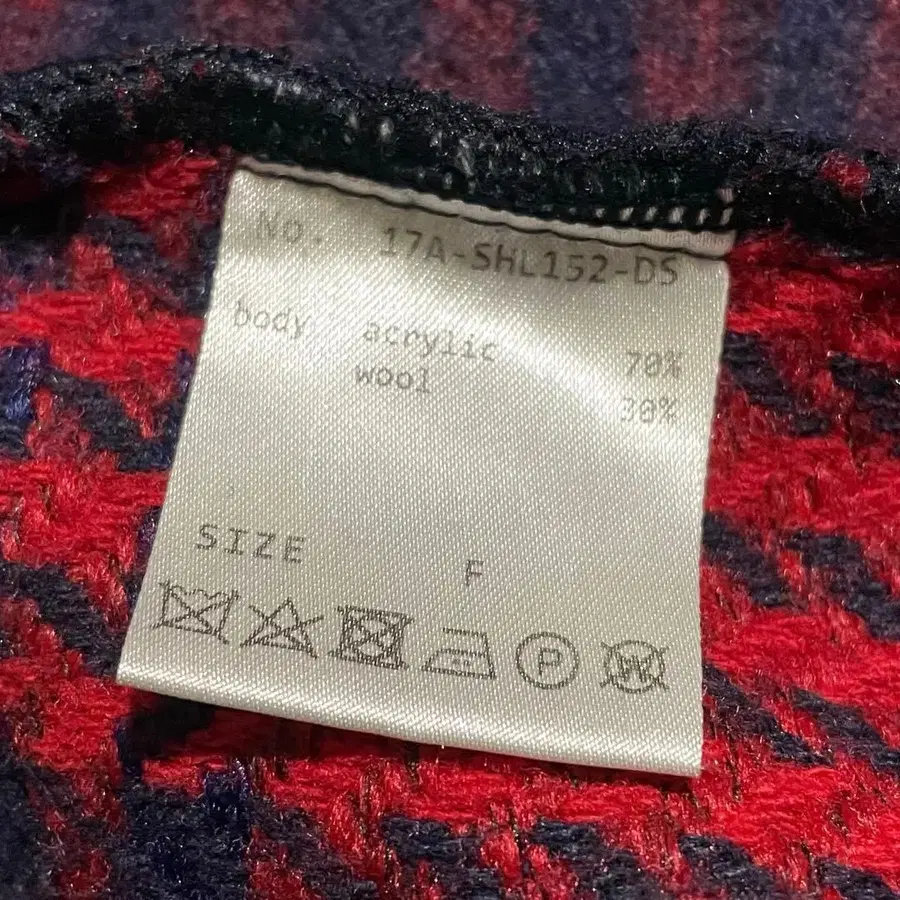 No. 17A-SHL152-DS
body acrylic 70%
wool 30%
SIZE F
P W